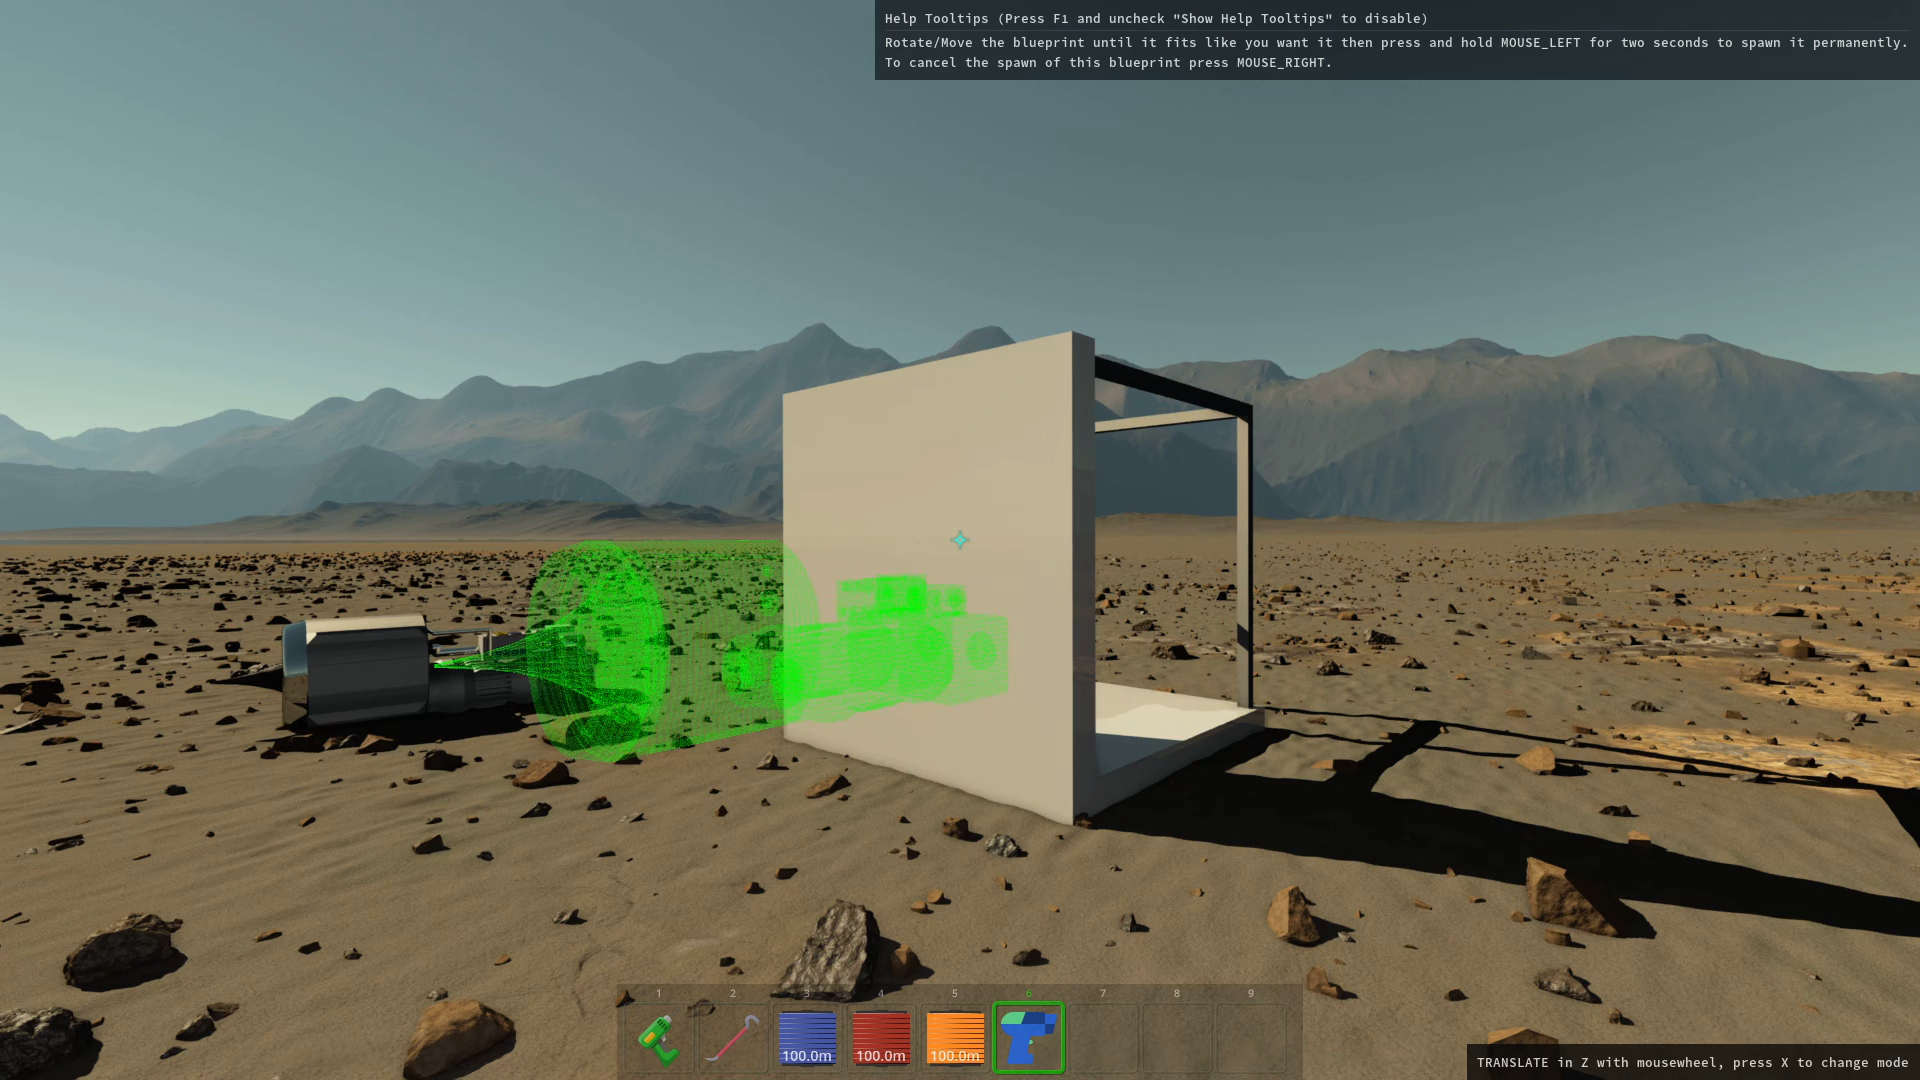 Help Tooltips (Press F1 and uncheck "Show Help Tooltips" to disable)
Rotate/Move the blueprint until it fits like you want it then press and hold MOUSE_LEFT for two seconds to spawn it permanently.
To cancel the spawn of this blueprint press MOUSE_RIGHT.
1 2 3 4 5 6 7 8 9
100.0m 100.0m 100.0m
TRANSLATE in Z with mousewheel, press X to change mode